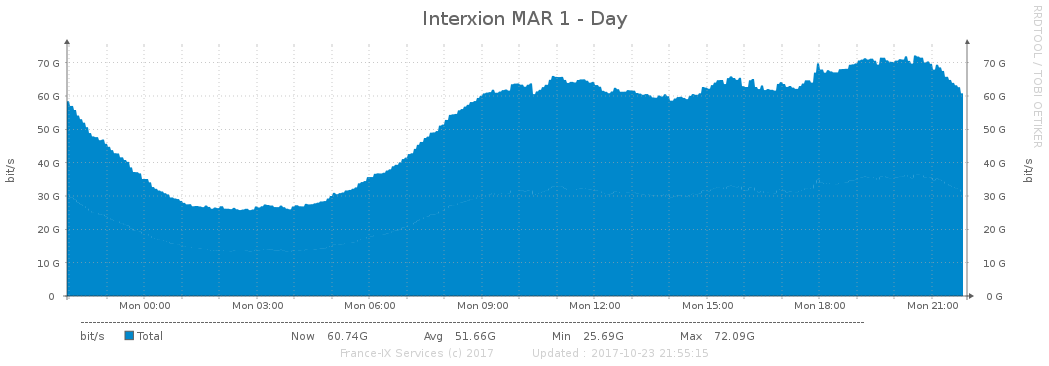 Interxion MAR 1 - Day
RRDTOOL / TOBI OETIKER
bit/s
70 G
60 G
50 G
40 G
30 G
20 G
10 G
0
70 G
60 G
50 G
40 G
30 G
20 G
10 G
0 G
bit/s
Mon 00:00 Mon 03:00 Mon 06:00 Mon 09:00 Mon 12:00 Mon 15:00 Mon 18:00 Mon 21:00
bit/s Total Now 60.74G Avg 51.66G Min 25.69G Max 72.09G
France-IX Services (c) 2017 Updated : 2017-10-23 21:55:15